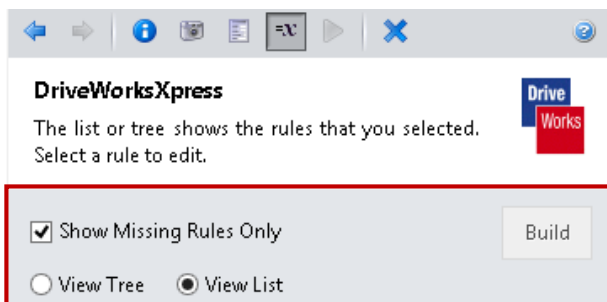 =x
DriveWorksXpress
The list or tree shows the rules that you selected.
Select a rule to edit.
Drive
Works
Show Missing Rules Only
Build
View Tree
View List